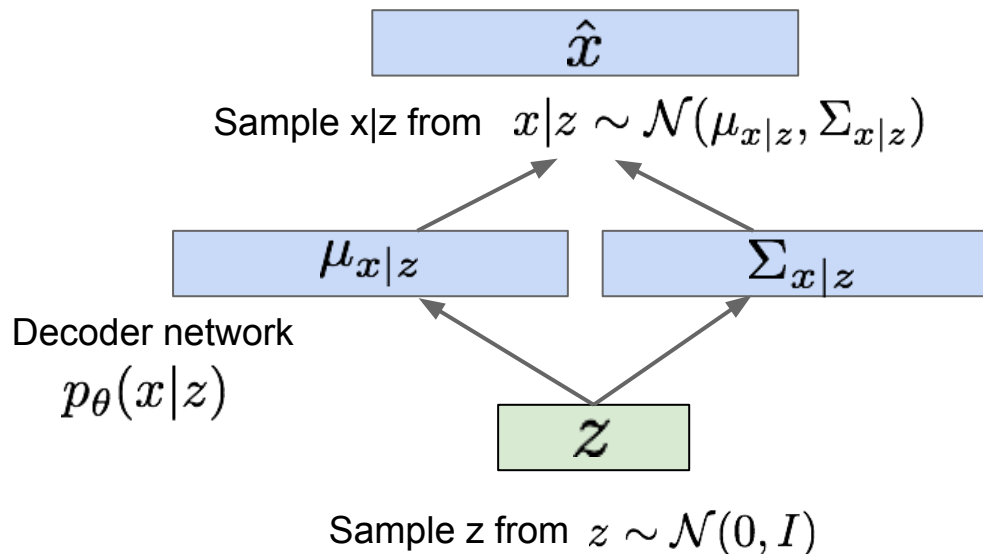 x̂
Sample x|z from x|z ∼ 𝒩(μ_{x|z}, Σ_{x|z})
μ_{x|z} Σ_{x|z}
Decoder network
p_θ(x|z)
z
Sample z from z ∼ 𝒩(0, I)